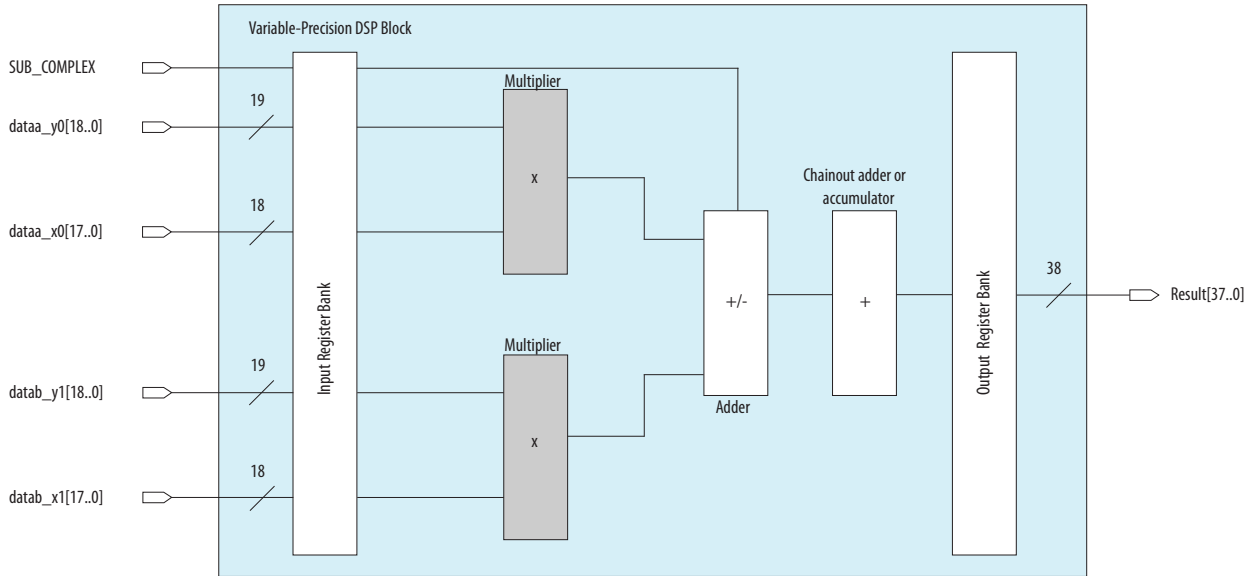 Variable-Precision DSP Block
SUB_COMPLEX
Multiplier
19
dataa_y0[18..0]
x
Chainout adder or
accumulator
18
dataa_x0[17..0]
Input Register Bank
+/-
+
Output Register Bank
38
Result[37..0]
Multiplier
19
datab_y1[18..0]
Adder
x
18
datab_x1[17..0]